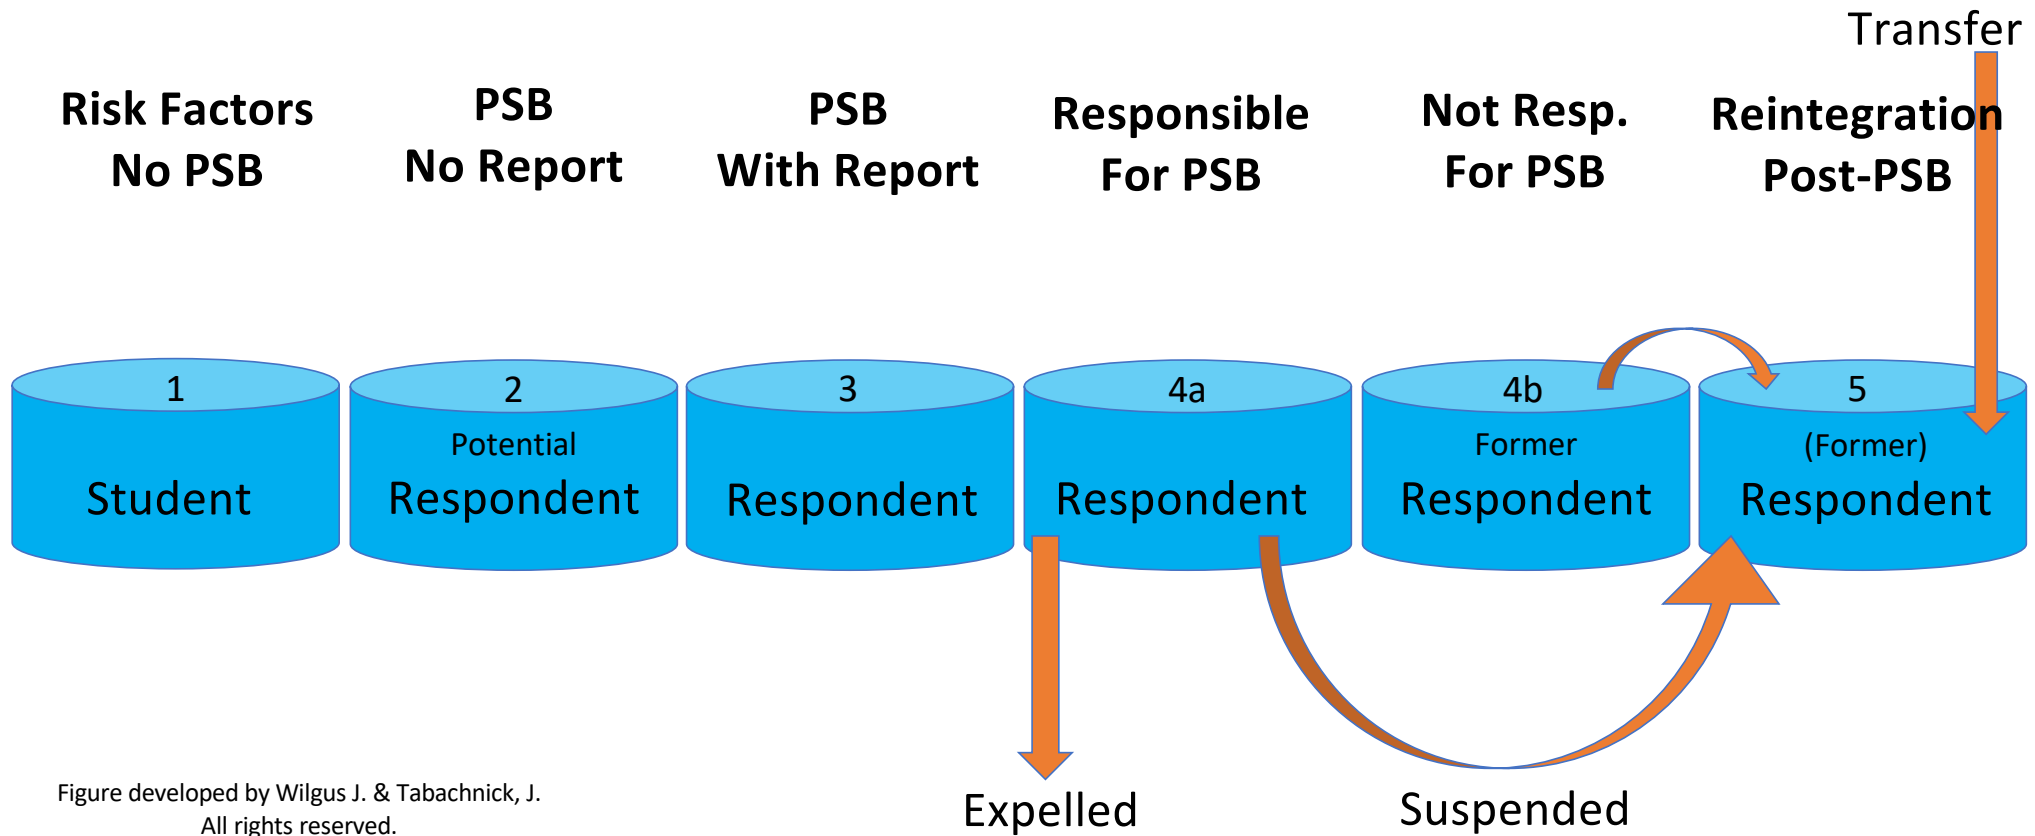 Transfer
Risk Factors
No PSB
PSB
No Report
PSB
With Report
Responsible
For PSB
Not Resp.
For PSB
Reintegration
Post-PSB
1
Student
2
Potential
Respondent
3
Respondent
4a
Respondent
4b
Former
Respondent
5
(Former)
Respondent
Expelled
Suspended
Figure developed by Wilgus J. & Tabachnick, J.
All rights reserved.